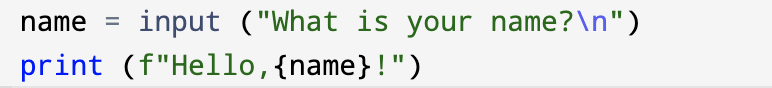 name = input ("What is your name?\n")
print (f"Hello,{name}!")